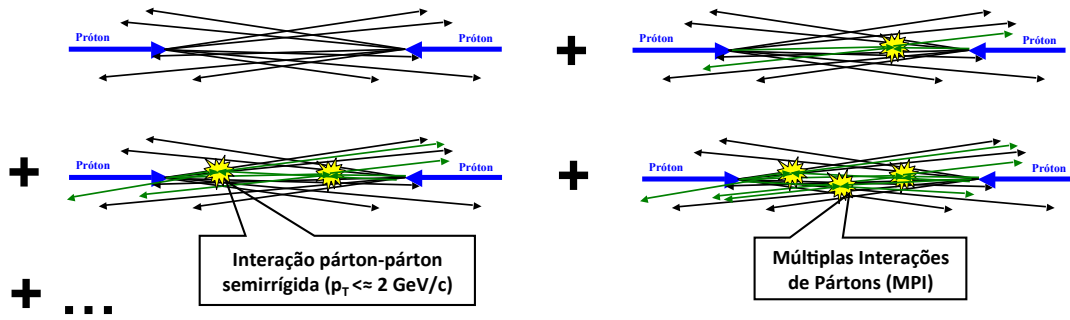 Próton Próton
+ Próton Próton
+ Próton Próton
+ Próton Próton
Interação párton-párton
semirrígida (pT <≈ 2 GeV/c)
Múltiplas Interações
de Pártons (MPI)
+ ...